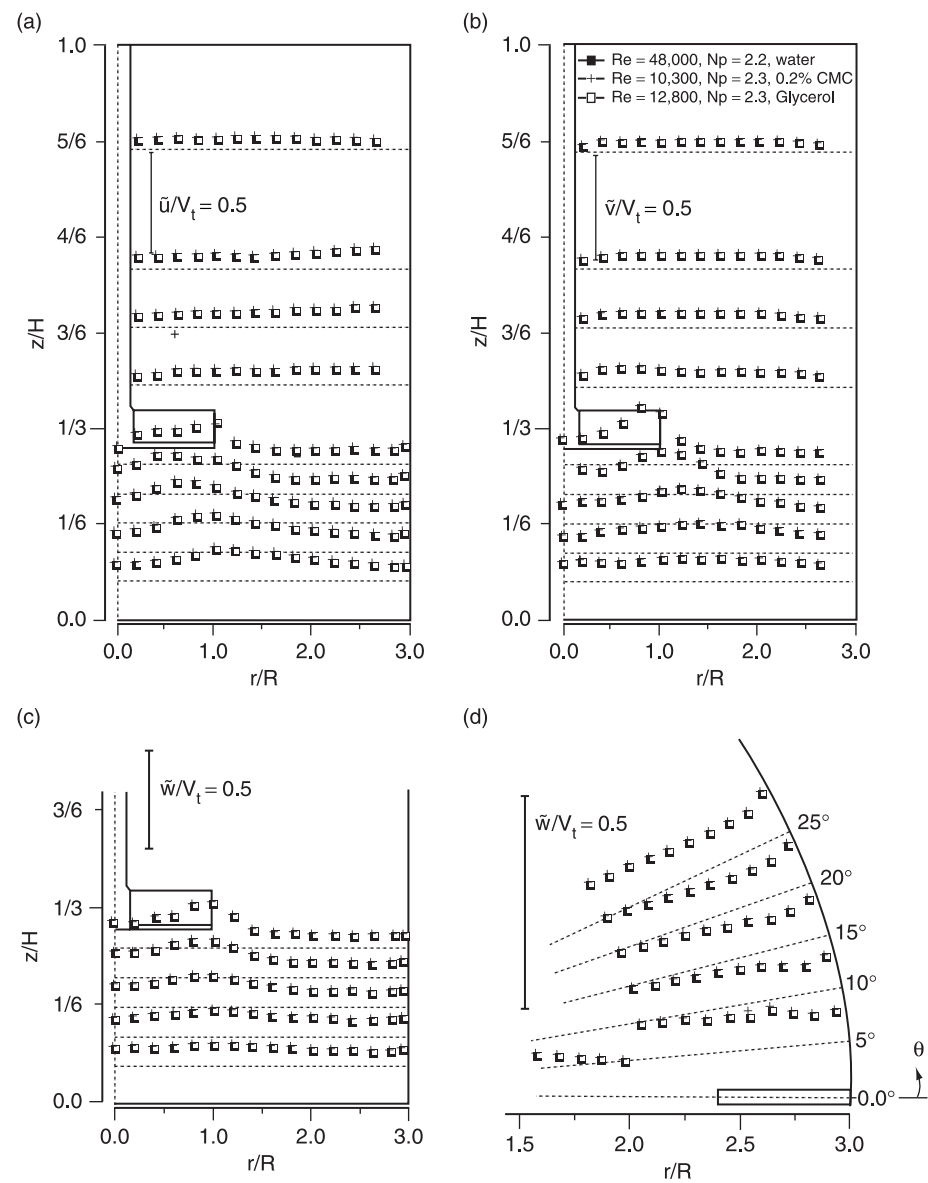 (a)
1.0
5/6
4/6
3/6
1/3
1/6
0.0
z/H
ũ/Vt = 0.5
0.0 1.0 2.0 3.0
r/R
(b)
Re = 48,000, Np = 2.2, water
Re = 10,300, Np = 2.3, 0.2% CMC
Re = 12,800, Np = 2.3, Glycerol
1.0
5/6
4/6
3/6
1/3
1/6
0.0
z/H
ṽ/Vt = 0.5
0.0 1.0 2.0 3.0
r/R
(c)
w̃/Vt = 0.5
3/6
1/3
1/6
0.0
z/H
0.0 1.0 2.0 3.0
r/R
(d)
w̃/Vt = 0.5
25°
20°
15°
10°
5°
θ
0.0°
1.5 2.0 2.5 3.0
r/R